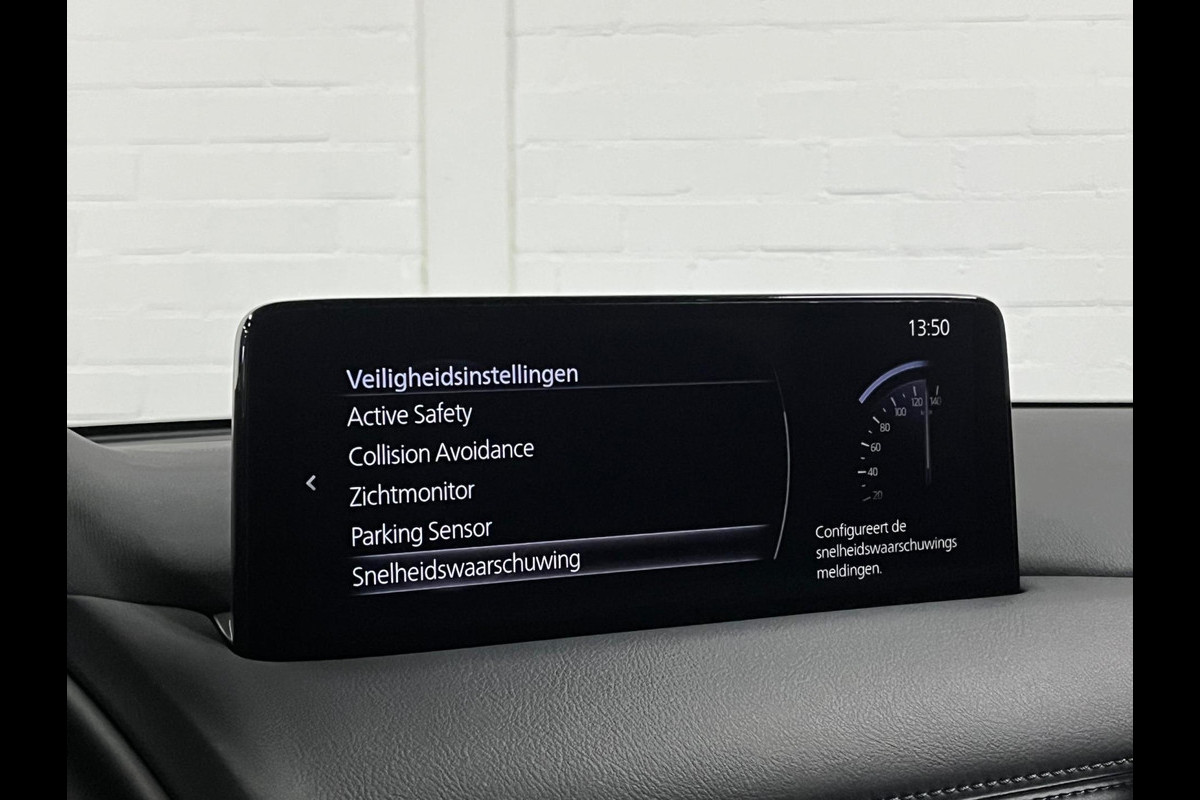 13:50
Veiligheidsinstellingen
Active Safety
Collision Avoidance
Zichtmonitor
Parking Sensor
Snelheidswaarschuwing
140
120
100
80
60
40
20
Configureert de
snelheidswaarschuwings
meldingen.